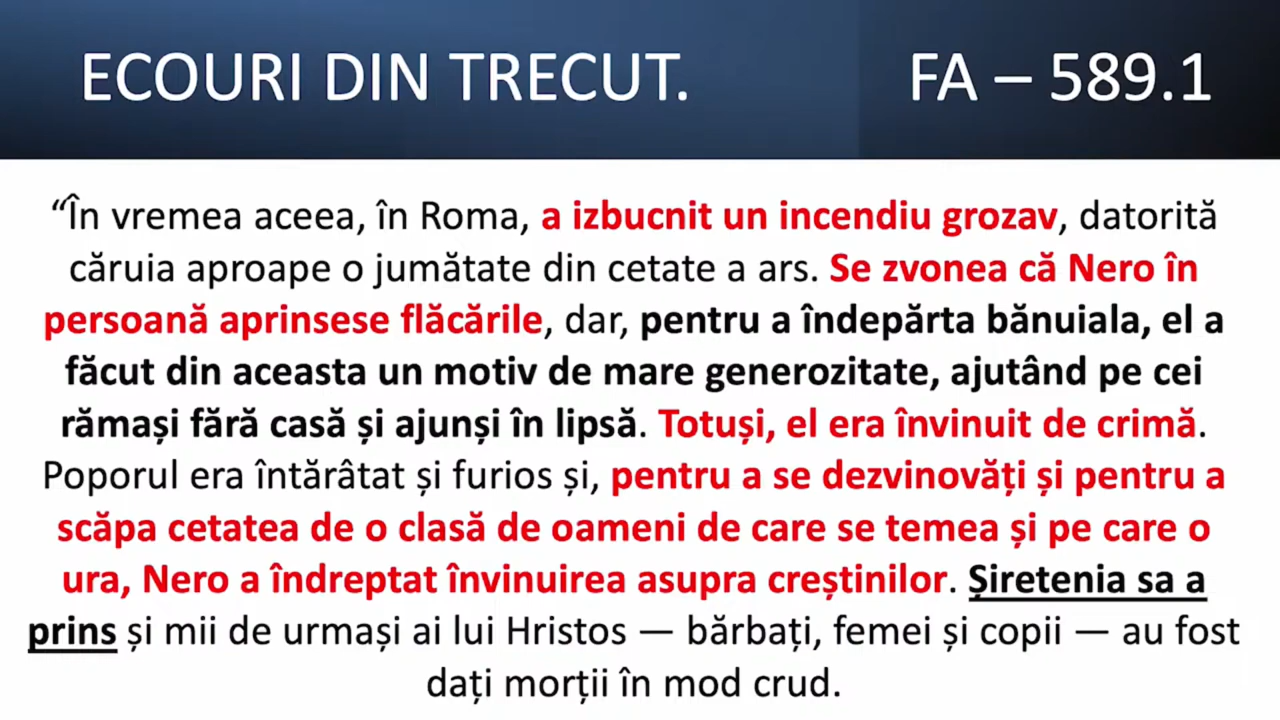 ECOURI DIN TRECUT. FA – 589.1
“În vremea aceea, în Roma, a izbucnit un incendiu grozav, datorită
căruia aproape o jumătate din cetate a ars. Se zvonea că Nero în
persoană aprinsese flăcările, dar, pentru a îndepărta bănuiala, el a
făcut din aceasta un motiv de mare generozitate, ajutând pe cei
rămași fără casă și ajunși în lipsă. Totuși, el era învinuit de crimă.
Poporul era întărâtat și furios și, pentru a se dezvinovăți și pentru a
scăpa cetatea de o clasă de oameni de care se temea și pe care o
ura, Nero a îndreptat învinuirea asupra creștinilor. Șiretenia sa a
prins și mii de urmași ai lui Hristos — bărbați, femei și copii — au fost
dați morții în mod crud.